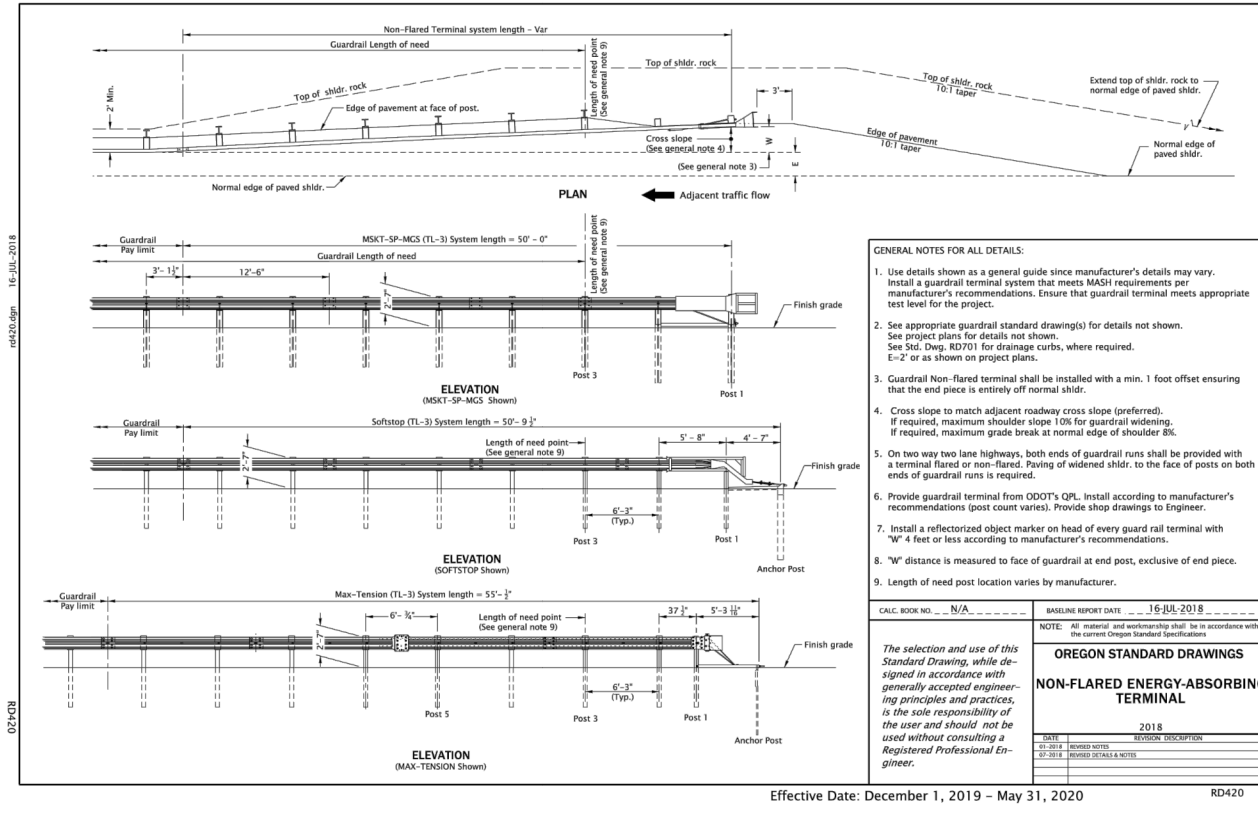 Non-Flared Terminal system length - Var
Guardrail Length of need
Length of need point
(See general note 9)
Top of shldr. rock
Top of shldr. rock
Top of shldr. rock
10:1 taper
Extend top of shldr. rock to
normal edge of paved shldr.
2' Min.
Edge of pavement at face of post.
3'
Cross slope
(See general note 4)
W
Edge of pavement
10:1 taper
Normal edge of
paved shldr.
(See general note 3)
E
Normal edge of paved shldr.
PLAN
Adjacent traffic flow
rd420.dgn 16-JUL-2018
RD420
Guardrail
Pay limit
MSKT-SP-MGS (TL-3) System length = 50' - 0"
Guardrail Length of need
Length of need point
(See general note 9)
3'- 1½"
12'-6"
2'-7"
Finish grade
Post 3
Post 1
ELEVATION
(MSKT-SP-MGS Shown)
Guardrail
Pay limit
Softstop (TL-3) System length = 50'- 9 ½"
Length of need point
(See general note 9)
5' - 8"
4' - 7"
2'-7"
Finish grade
6'-3"
(Typ.)
Post 3
Post 1
Anchor Post
ELEVATION
(SOFTSTOP Shown)
Guardrail
Pay limit
Max-Tension (TL-3) System length = 55'- ½"
6'- ¾"
Length of need point
(See general note 9)
37 ½"
5'-3 11/16"
2'-7"
Finish grade
6'-3"
(Typ.)
Post 5
Post 3
Post 1
Anchor Post
ELEVATION
(MAX-TENSION Shown)
GENERAL NOTES FOR ALL DETAILS:
1. Use details shown as a general guide since manufacturer's details may vary.
Install a guardrail terminal system that meets MASH requirements per
manufacturer's recommendations. Ensure that guardrail terminal meets appropriate
test level for the project.
2. See appropriate guardrail standard drawing(s) for details not shown.
See project plans for details not shown.
See Std. Dwg. RD701 for drainage curbs, where required.
E=2' or as shown on project plans.
3. Guardrail Non-flared terminal shall be installed with a min. 1 foot offset ensuring
that the end piece is entirely off normal shldr.
4. Cross slope to match adjacent roadway cross slope (preferred).
If required, maximum shoulder slope 10% for guardrail widening.
If required, maximum grade break at normal edge of shoulder 8%.
5. On two way two lane highways, both ends of guardrail runs shall be provided with
a terminal flared or non-flared. Paving of widened shldr. to the face of posts on both
ends of guardrail runs is required.
6. Provide guardrail terminal from ODOT's QPL. Install according to manufacturer's
recommendations (post count varies). Provide shop drawings to Engineer.
7. Install a reflectorized object marker on head of every guard rail terminal with
"W" 4 feet or less according to manufacturer's recommendations.
8. "W" distance is measured to face of guardrail at end post, exclusive of end piece.
9. Length of need post location varies by manufacturer.
CALC. BOOK NO. N/A
BASELINE REPORT DATE 16-JUL-2018
The selection and use of this
Standard Drawing, while de-
signed in accordance with
generally accepted engineer-
ing principles and practices,
is the sole responsibility of
the user and should not be
used without consulting a
Registered Professional En-
gineer.
NOTE: All material and workmanship shall be in accordance with
the current Oregon Standard Specifications
OREGON STANDARD DRAWINGS
NON-FLARED ENERGY-ABSORBING
TERMINAL
2018
DATE REVISION DESCRIPTION
01-2018 REVISED NOTES
07-2018 REVISED DETAILS & NOTES
Effective Date: December 1, 2019 - May 31, 2020
RD420